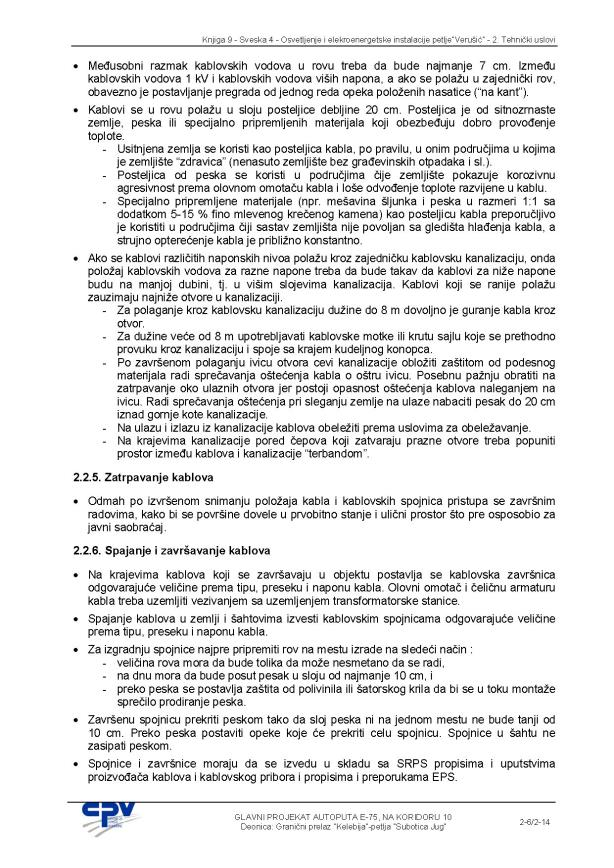 Knjiga 9 - Sveska 4 - Osvetljenje i elekroenergetske instalacije petlje“Verušić” - 2. Tehnički uslovi
• Međusobni razmak kablovskih vodova u rovu treba da bude najmanje 7 cm. Između
kablovskih vodova 1 kV i kablovskih vodova viših napona, a ako se polažu u zajednički rov,
obavezno je postavljanje pregrada od jednog reda opeka položenih nasatice (“na kant”).
• Kablovi se u rovu polažu u sloju posteljice debljine 20 cm. Posteljica je od sitnozrnaste
zemlje, peska ili specijalno pripremljenih materijala koji obezbeđuju dobro provođenje
toplote.
- Usitnjena zemlja se koristi kao posteljica kabla, po pravilu, u onim područjima u kojima
je zemljište “zdravica” (nenasuto zemljište bez građevinskih otpadaka i sl.).
- Posteljica od peska se koristi u područjima čije zemljište pokazuje korozivnu
agresivnost prema olovnom omotaču kabla i loše odvođenje toplote razvijene u kablu.
- Specijalno pripremljene materijale (npr. mešavina šljunka i peska u razmeri 1:1 sa
dodatkom 5-15 % fino mlevenog krečenog kamena) kao posteljicu kabla preporučljivo
je koristiti u područjima čiji sastav zemljišta nije povoljan sa gledišta hlađenja kabla, a
strujno opterećenje kabla je približno konstantno.
• Ako se kablovi različitih naponskih nivoa polažu kroz zajedničku kablovsku kanalizaciju, onda
položaj kablovskih vodova za razne napone treba da bude takav da kablovi za niže napone
budu na manjoj dubini, tj. u višim slojevima kanalizacija. Kablovi koji se ranije polažu
zauzimaju najniže otvore u kanalizaciji.
- Za polaganje kroz kablovsku kanalizaciju dužine do 8 m dovoljno je guranje kabla kroz
otvor.
- Za dužine veće od 8 m upotrebljavati kablovske motke ili krutu sajlu koje se prethodno
provuku kroz kanalizaciju i spoje sa krajem kudeljnog konopca.
- Po završenom polaganju ivicu otvora cevi kanalizacije obložiti zaštitom od podesnog
materijala radi sprečavanja oštećenja kabla o oštru ivicu. Posebnu pažnju obratiti na
zatrpavanje oko ulaznih otvora jer postoji opasnost oštećenja kablova naleganjem na
ivicu. Radi sprečavanja oštećenja pri sleganju zemlje na ulaze nabaciti pesak do 20 cm
iznad gornje kote kanalizacije.
- Na ulazu i izlazu iz kanalizacije kablova obeležiti prema uslovima za obeležavanje.
- Na krajevima kanalizacije pored čepova koji zatvaraju prazne otvore treba popuniti
prostor između kablova i kanalizacije “terbandom”.
2.2.5. Zatrpavanje kablova
• Odmah po izvršenom snimanju položaja kabla i kablovskih spojnica pristupa se završnim
radovima, kako bi se površine dovele u prvobitno stanje i ulični prostor što pre osposobio za
javni saobraćaj.
2.2.6. Spajanje i završavanje kablova
• Na krajevima kablova koji se završavaju u objektu postavlja se kablovska završnica
odgovarajuće veličine prema tipu, preseku i naponu kabla. Olovni omotač i čeličnu armaturu
kabla treba uzemljiti vezivanjem sa uzemljenjem transformatorske stanice.
• Spajanje kablova u zemlji i šahtovima izvesti kablovskim spojnicama odgovarajuće veličine
prema tipu, preseku i naponu kabla.
• Za izgradnju spojnice najpre pripremiti rov na mestu izrade na sledeći način :
- veličina rova mora da bude tolika da može nesmetano da se radi,
- na dnu mora da bude posut pesak u sloju od najmanje 10 cm, i
- preko peska se postavlja zaštita od polivinila ili šatorskog krila da bi se u toku montaže
sprečilo prodiranje peska.
• Završenu spojnicu prekriti peskom tako da sloj peska ni na jednom mestu ne bude tanji od
10 cm. Preko peska postaviti opeke koje će prekriti celu spojnicu. Spojnice u šahtu ne
zasipati peskom.
• Spojnice i završnice moraju da se izvedu u skladu sa SRPS propisima i uputstvima
proizvođača kablova i kablovskog pribora i propisima i preporukama EPS.
CPV
GLAVNI PROJEKAT AUTOPUTA E-75, NA KORIDORU 10
Deonica: Granični prelaz “Kelebija”-petlja “Subotica Jug”
2-6/2-14